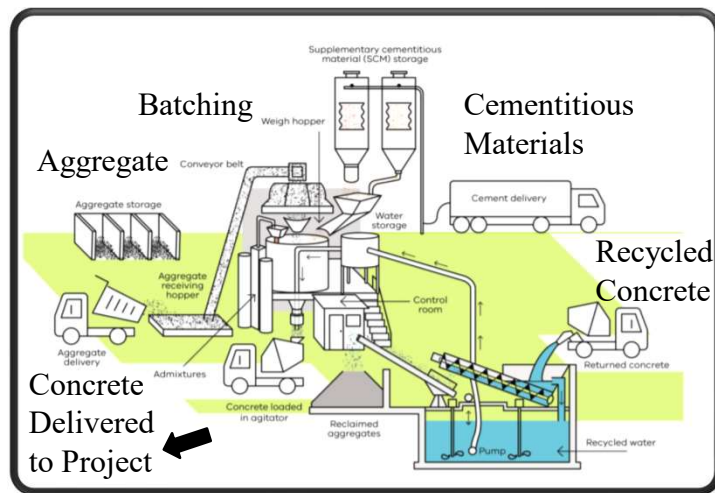 Supplementary cementitious
material (SCM) storage
Batching
Weigh hopper
Cementitious
Materials
Aggregate
Conveyor belt
Aggregate storage
Cement delivery
Water
storage
Recycled
Concrete
Aggregate
receiving
hopper
Control
room
Aggregate
delivery
Admixtures
Returned concrete
Concrete
Delivered
to Project
Concrete loaded
in agitator
Reclaimed
aggregates
Pump
Recycled water